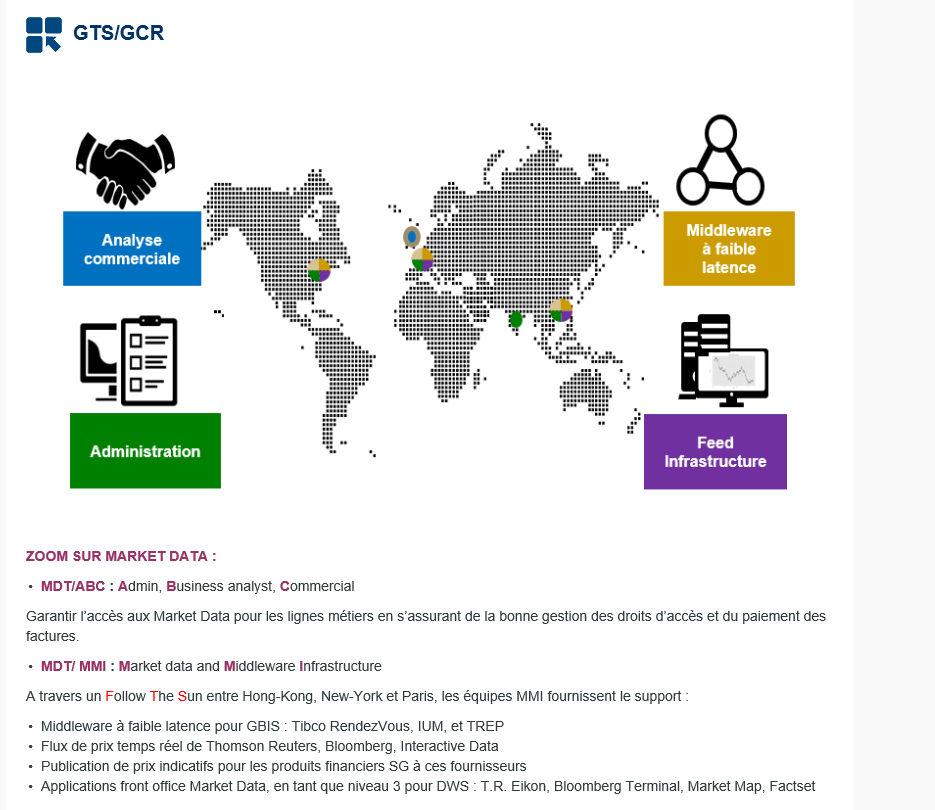 GTS/GCR
Analyse
commerciale
Middleware
à faible
latence
Administration
Feed
Infrastructure
ZOOM SUR MARKET DATA :
• MDT/ABC : Admin, Business analyst, Commercial
Garantir l’accès aux Market Data pour les lignes métiers en s’assurant de la bonne gestion des droits d’accès et du paiement des
factures.
• MDT/ MMI : Market data and Middleware Infrastructure
A travers un Follow The Sun entre Hong-Kong, New-York et Paris, les équipes MMI fournissent le support :
• Middleware à faible latence pour GBIS : Tibco RendezVous, IUM, et TREP
• Flux de prix temps réel de Thomson Reuters, Bloomberg, Interactive Data
• Publication de prix indicatifs pour les produits financiers SG à ces fournisseurs
• Applications front office Market Data, en tant que niveau 3 pour DWS : T.R. Eikon, Bloomberg Terminal, Market Map, Factset